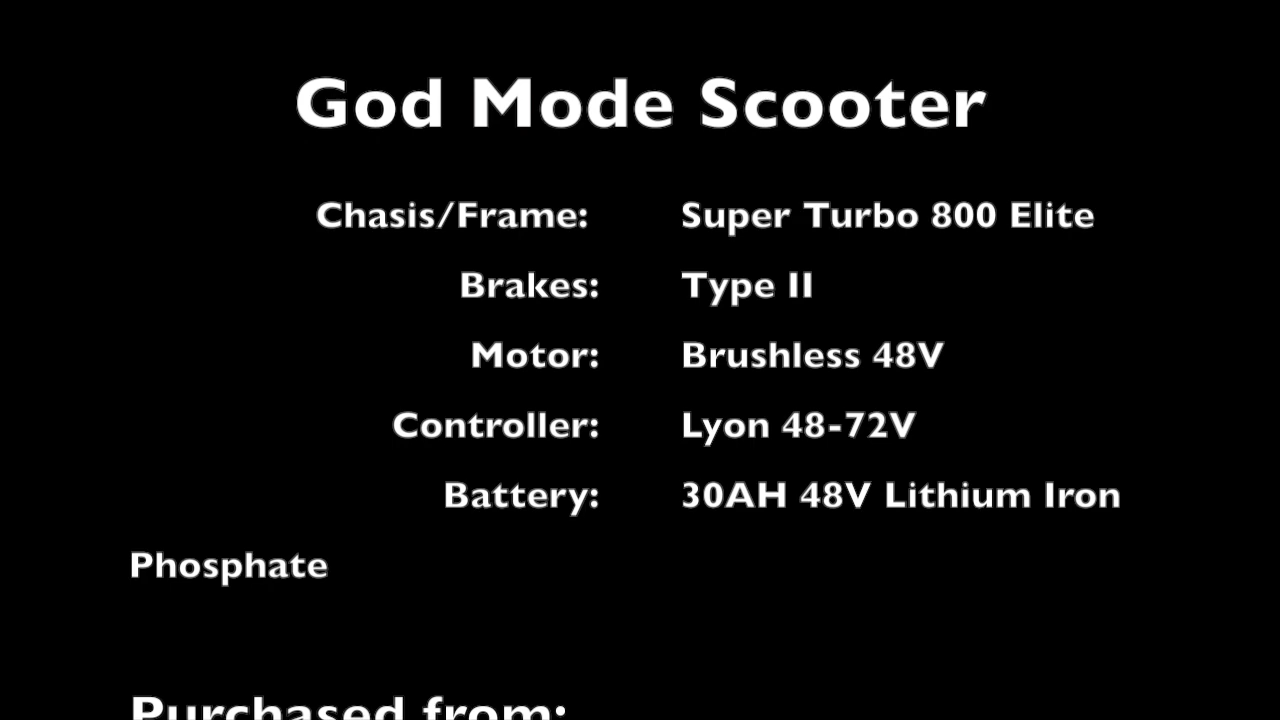 God Mode Scooter
Chasis/Frame: Super Turbo 800 Elite
Brakes: Type II
Motor: Brushless 48V
Controller: Lyon 48-72V
Battery: 30AH 48V Lithium Iron
Phosphate
Purchased from: